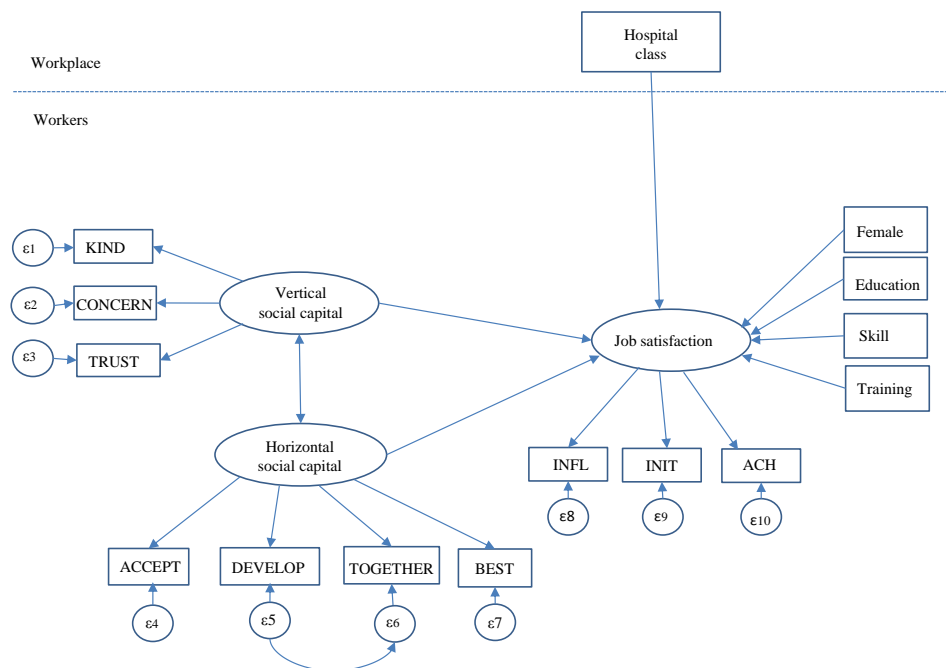 Hospital
class
Workplace
Workers
Female
ε1
KIND
Education
ε2
CONCERN
Vertical
social capital
Job satisfaction
Skill
ε3
TRUST
Training
Horizontal
social capital
INFL
INIT
ACH
ε8
ε9
ε10
ACCEPT
DEVELOP
TOGETHER
BEST
ε4
ε5
ε6
ε7